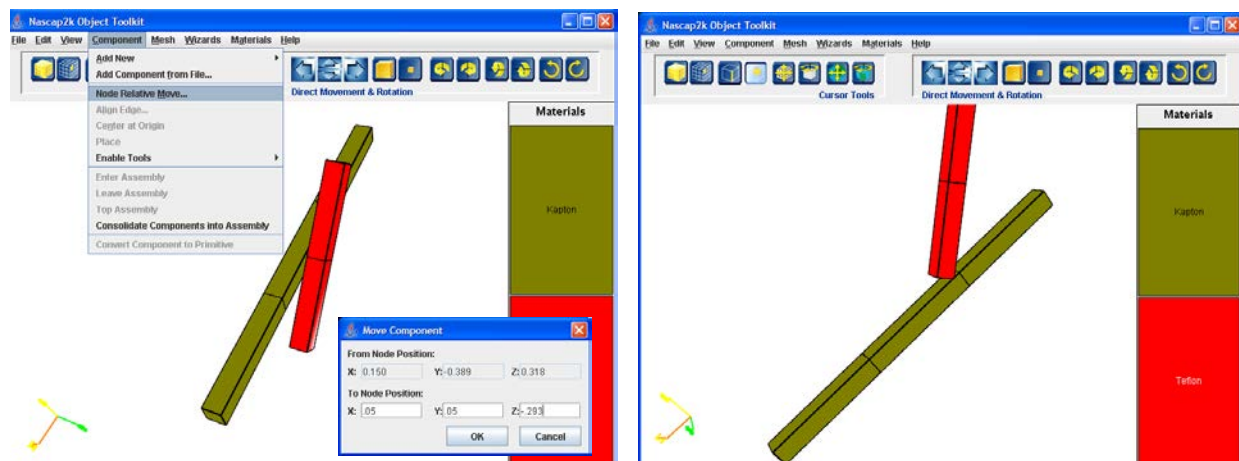 Nascap2k Object Toolkit
File Edit View Component Mesh Wizards Materials Help
Add New
Add Component from File...
Node Relative Move...
Align Edge...
Center at Origin
Place
Enable Tools
Enter Assembly
Leave Assembly
Top Assembly
Consolidate Components into Assembly
Convert Component to Primitive
Direct Movement & Rotation
Materials
Kapton
Move Component
From Node Position:
X: 0.150 Y: -0.389 Z: 0.318
To Node Position:
X: .05 Y: .05 Z: -.293
OK Cancel
Nascap2k Object Toolkit
File Edit View Component Mesh Wizards Materials Help
Cursor Tools Direct Movement & Rotation
Materials
Kapton
Teflon